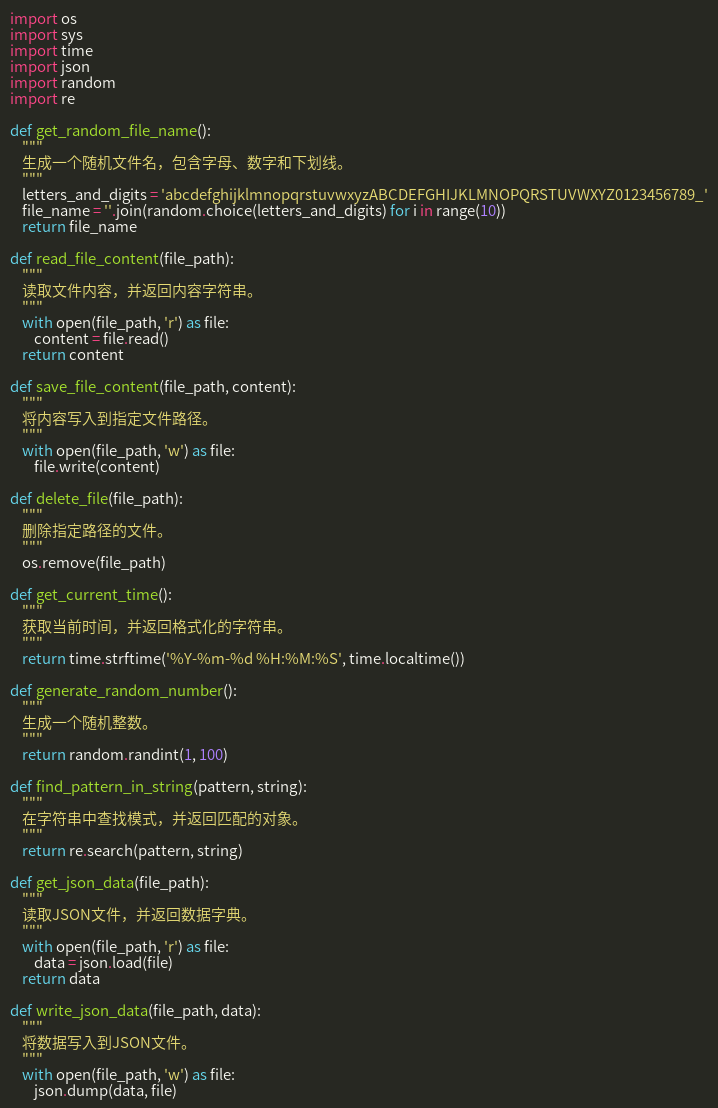 import os
import sys
import time
import json
import random
import re

def get_random_file_name():
    """
    生成一个随机文件名，包含字母、数字和下划线。
    """
    letters_and_digits = 'abcdefghijklmnopqrstuvwxyzABCDEFGHIJKLMNOPQRSTUVWXYZ0123456789_'
    file_name = ''.join(random.choice(letters_and_digits) for i in range(10))
    return file_name

def read_file_content(file_path):
    """
    读取文件内容，并返回内容字符串。
    """
    with open(file_path, 'r') as file:
        content = file.read()
    return content

def save_file_content(file_path, content):
    """
    将内容写入到指定文件路径。
    """
    with open(file_path, 'w') as file:
        file.write(content)

def delete_file(file_path):
    """
    删除指定路径的文件。
    """
    os.remove(file_path)

def get_current_time():
    """
    获取当前时间，并返回格式化的字符串。
    """
    return time.strftime('%Y-%m-%d %H:%M:%S', time.localtime())

def generate_random_number():
    """
    生成一个随机整数。
    """
    return random.randint(1, 100)

def find_pattern_in_string(pattern, string):
    """
    在字符串中查找模式，并返回匹配的对象。
    """
    return re.search(pattern, string)

def get_json_data(file_path):
    """
    读取JSON文件，并返回数据字典。
    """
    with open(file_path, 'r') as file:
        data = json.load(file)
    return data

def write_json_data(file_path, data):
    """
    将数据写入到JSON文件。
    """
    with open(file_path, 'w') as file:
        json.dump(data, file)